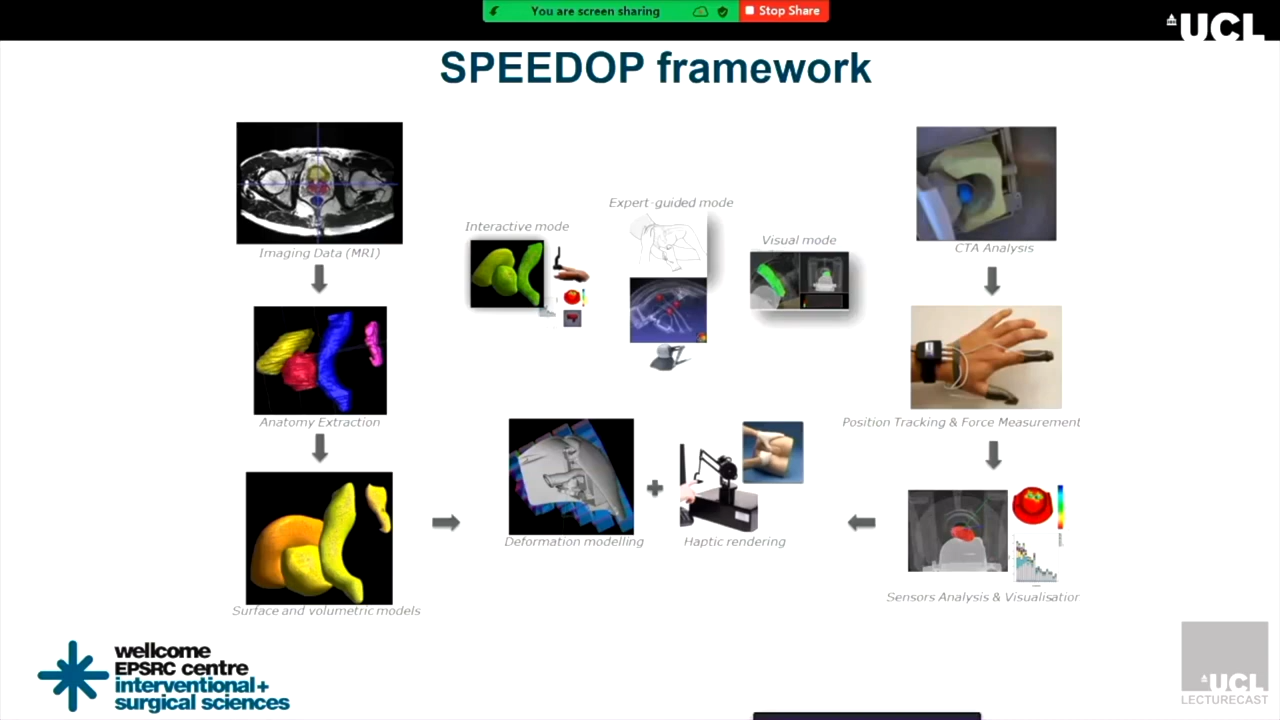 You are screen sharing
Stop Share
UCL
SPEEDOP framework
Imaging Data (MRI)
Anatomy Extraction
Surface and volumetric models
Interactive mode
Expert-guided mode
Visual mode
Deformation modelling
+
Haptic rendering
CTA Analysis
Position Tracking & Force Measurement
Sensors Analysis & Visualisation
wellcome
EPSRC centre
interventional+
surgical sciences
UCL
LECTURECAST